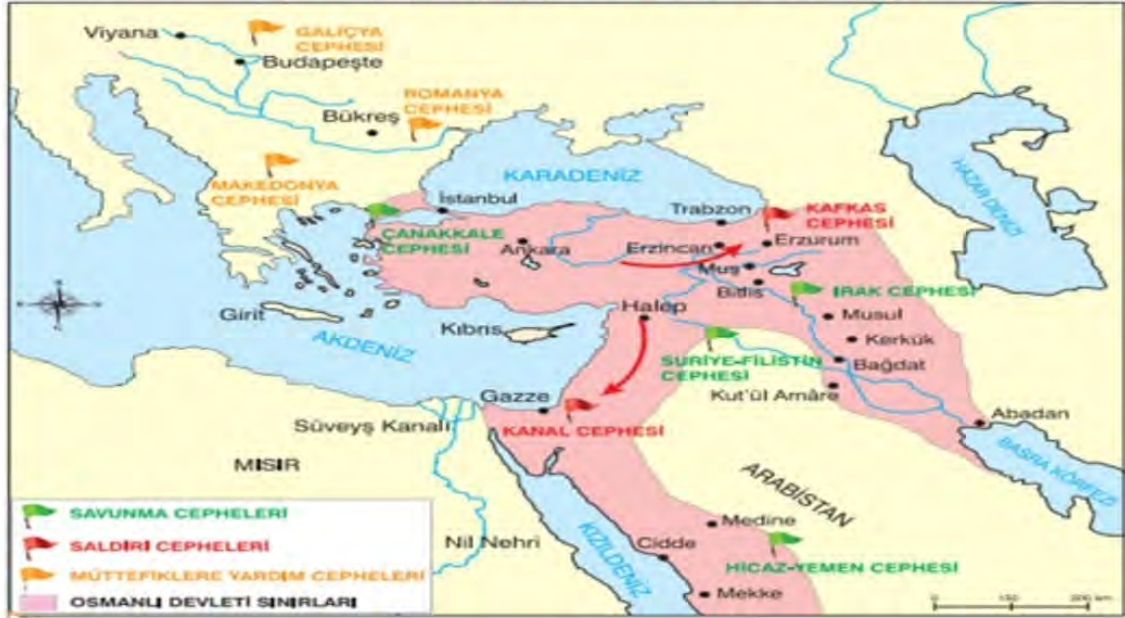 Viyana
GALİÇYA
CEPHESİ
Budapeşte
ROMANYA
CEPHESİ
Bükreş
MAKEDONYA
CEPHESİ
KARADENİZ
HAZAR DENİZİ
İstanbul
ÇANAKKALE
CEPHESİ
Ankara
Trabzon
KAFKAS
CEPHESİ
Erzincan
Erzurum
Muş
Bitlis
IRAK CEPHESİ
Girit
Kıbrıs
Halep
Musul
Kerkük
AKDENİZ
SURİYE-FİLİSTİN
CEPHESİ
Bağdat
Kut'ül Amâre
Gazze
Süveyş Kanalı
KANAL CEPHESİ
Abadan
BASRA KÖRFEZİ
MISIR
ARABİSTAN
Medine
Nil Nehri
KIZILDENİZ
Cidde
HİCAZ-YEMEN CEPHESİ
Mekke
SAVUNMA CEPHELERİ
SALDIRI CEPHELERİ
MÜTTEFİKLERE YARDIM CEPHELERİ
OSMANLI DEVLETİ SINIRLARI
0 km